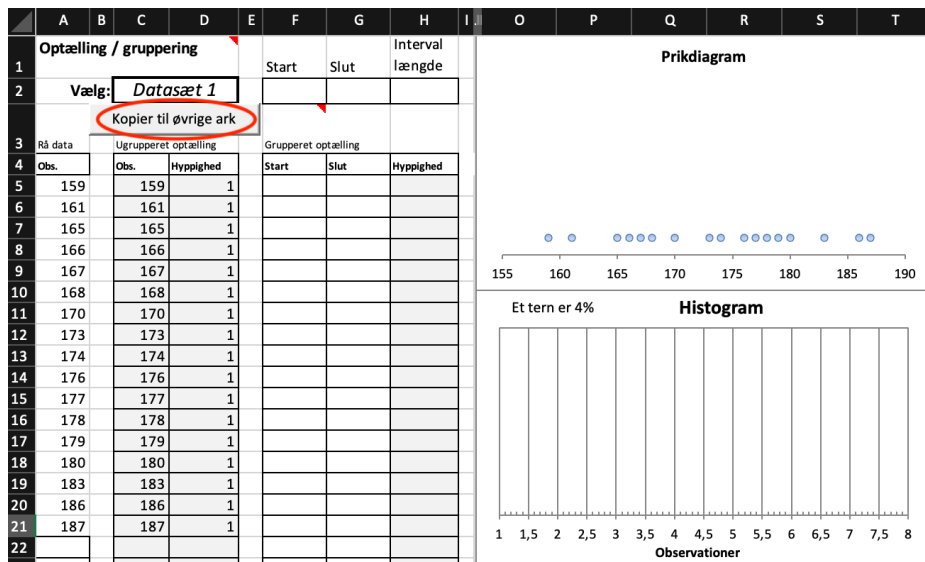 A B C D E F G H I O P Q R S T
1 Optælling / gruppering Start Slut Interval længde
2 Vælg: Datasæt 1
Kopier til øvrige ark
3 Rå data Ugrupperet optælling Grupperet optælling
4 Obs. Obs. Hyppighed Start Slut Hyppighed
5 159 159 1
6 161 161 1
7 165 165 1
8 166 166 1
9 167 167 1
10 168 168 1
11 170 170 1
12 173 173 1
13 174 174 1
14 176 176 1
15 177 177 1
16 178 178 1
17 179 179 1
18 180 180 1
19 183 183 1
20 186 186 1
21 187 187 1
22
Prikdiagram
155 160 165 170 175 180 185 190
Et tern er 4% Histogram
1 1,5 2 2,5 3 3,5 4 4,5 5 5,5 6 6,5 7 7,5 8
Observationer